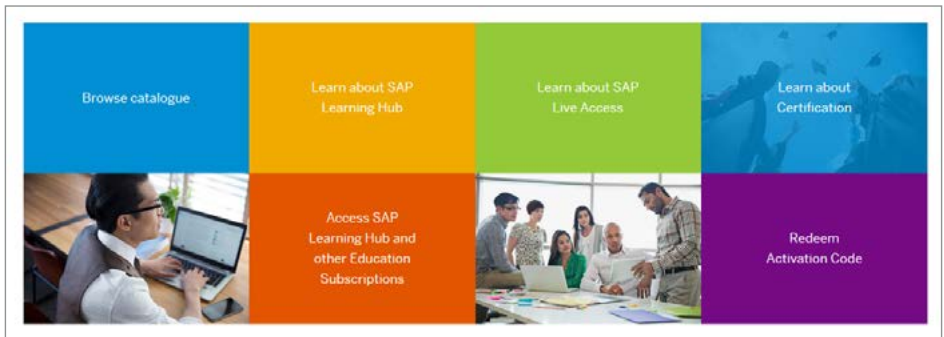 Browse catalogue
Learn about SAP
Learning Hub
Learn about SAP
Live Access
Learn about
Certification
Access SAP
Learning Hub and
other Education
Subscriptions
Redeem
Activation Code